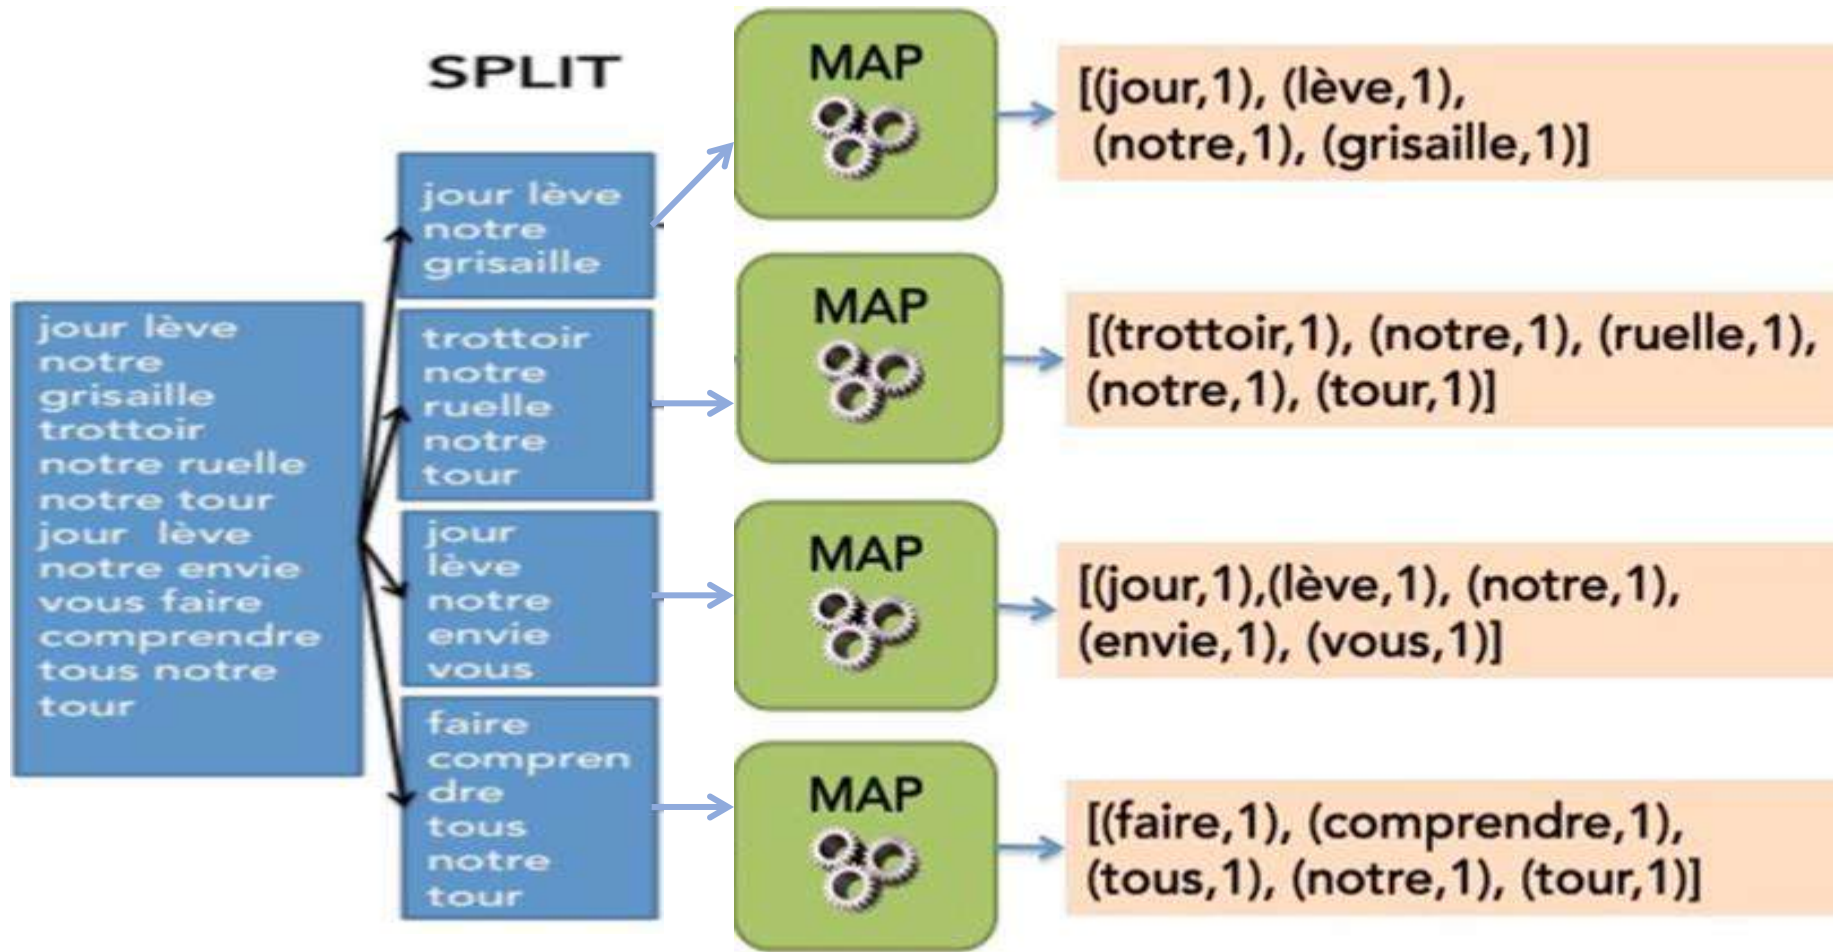 SPLIT
jour lève
notre
grisaille
trottoir
notre ruelle
notre tour
jour lève
notre envie
vous faire
comprendre
tous notre
tour
jour lève
notre
grisaille
trottoir
notre
ruelle
notre
tour
jour
lève
notre
envie
vous
faire
compren
dre
tous
notre
tour
MAP
[(jour,1), (lève,1),
(notre,1), (grisaille,1)]
MAP
[(trottoir,1), (notre,1), (ruelle,1),
(notre,1), (tour,1)]
MAP
[(jour,1),(lève,1), (notre,1),
(envie,1), (vous,1)]
MAP
[(faire,1), (comprendre,1),
(tous,1), (notre,1), (tour,1)]